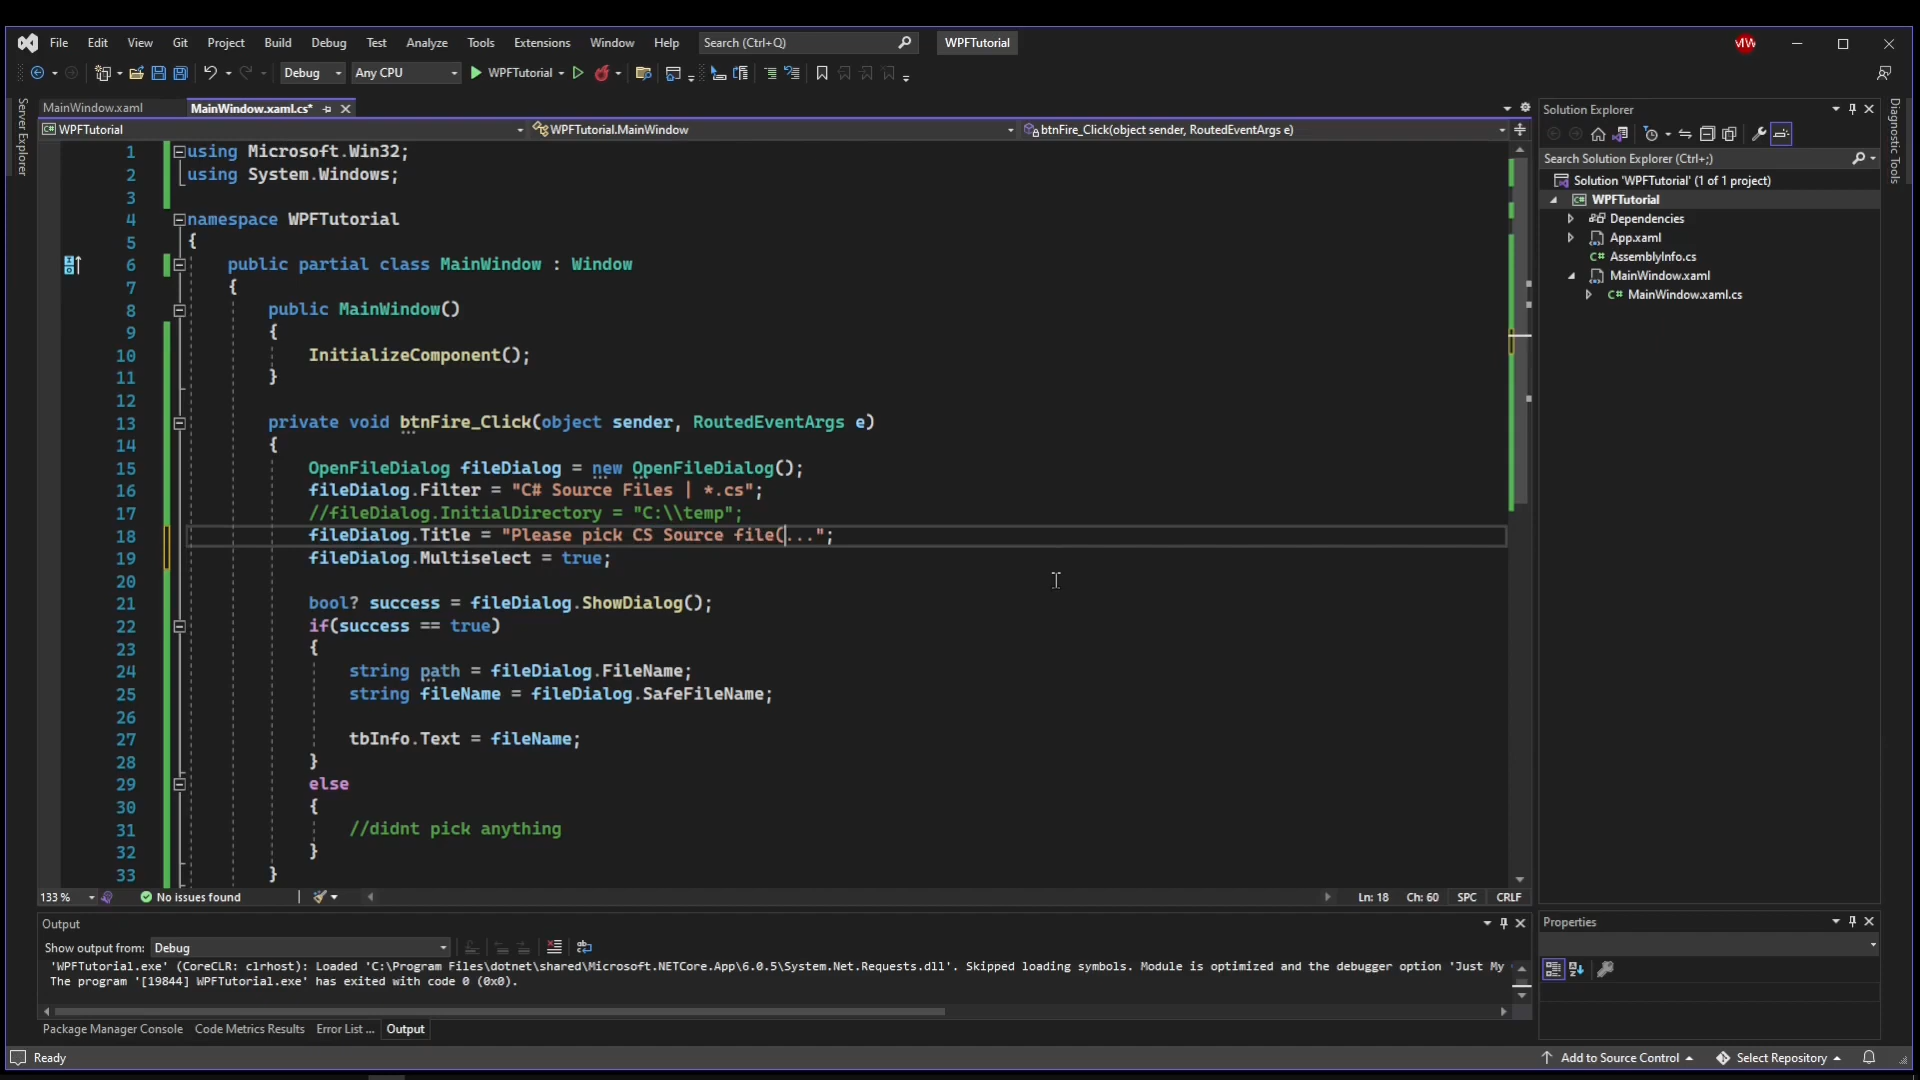 File Edit View Git Project Build Debug Test Analyze Tools Extensions Window Help Search (Ctrl+Q) WPFTutorial MW
Debug Any CPU WPFTutorial
Server Explorer
MainWindow.xaml MainWindow.xaml.cs*
WPFTutorial WPFTutorial.MainWindow btnFire_Click(object sender, RoutedEventArgs e)
1 using Microsoft.Win32;
2 using System.Windows;
3
4 namespace WPFTutorial
5 {
6 public partial class MainWindow : Window
7 {
8 public MainWindow()
9 {
10 InitializeComponent();
11 }
12
13 private void btnFire_Click(object sender, RoutedEventArgs e)
14 {
15 OpenFileDialog fileDialog = new OpenFileDialog();
16 fileDialog.Filter = "C# Source Files | *.cs";
17 //fileDialog.InitialDirectory = "C:\\temp";
18 fileDialog.Title = "Please pick CS Source file(...";
19 fileDialog.Multiselect = true;
20
21 bool? success = fileDialog.ShowDialog();
22 if(success == true)
23 {
24 string path = fileDialog.FileName;
25 string fileName = fileDialog.SafeFileName;
26
27 tbInfo.Text = fileName;
28 }
29 else
30 {
31 //didnt pick anything
32 }
33 }
133 % No issues found Ln: 18 Ch: 60 SPC CRLF
Output
Show output from: Debug
'WPFTutorial.exe' (CoreCLR: clrhost): Loaded 'C:\Program Files\dotnet\shared\Microsoft.NETCore.App\6.0.5\System.Net.Requests.dll'. Skipped loading symbols. Module is optimized and the debugger option 'Just My
The program '[19844] WPFTutorial.exe' has exited with code 0 (0x0).
Package Manager Console Code Metrics Results Error List ... Output
Solution Explorer
Search Solution Explorer (Ctrl+;)
Solution 'WPFTutorial' (1 of 1 project)
WPFTutorial
Dependencies
App.xaml
C# AssemblyInfo.cs
MainWindow.xaml
C# MainWindow.xaml.cs
Diagnostic Tools
Properties
Ready Add to Source Control Select Repository